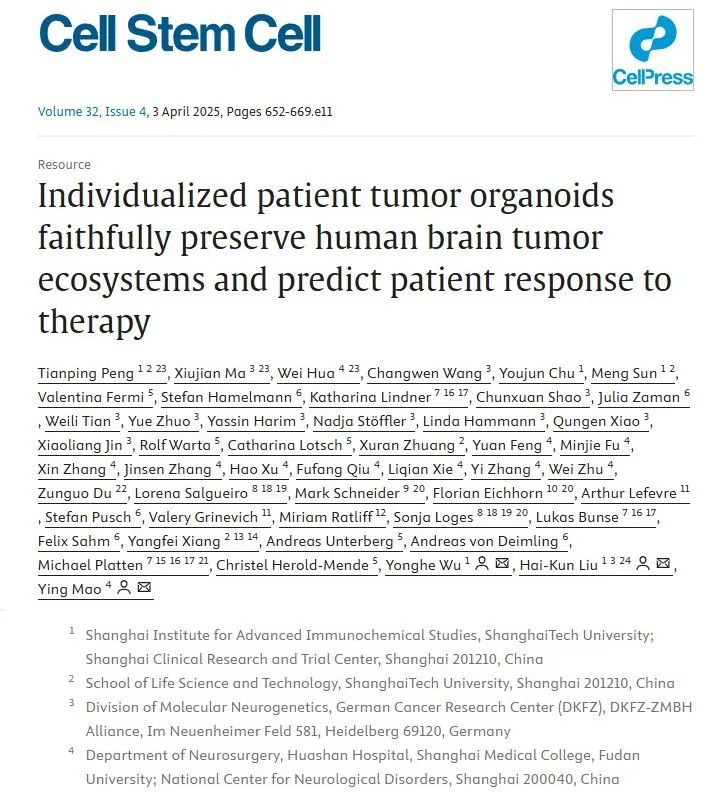 Cell Stem Cell
CellPress
Volume 32, Issue 4, 3 April 2025, Pages 652-669.e11
Resource
Individualized patient tumor organoids
faithfully preserve human brain tumor
ecosystems and predict patient response to
therapy
Tianping Peng 1 2 23, Xiujian Ma 3 23, Wei Hua 4 23, Changwen Wang 3, Youjun Chu 1, Meng Sun 1 2,
Valentina Fermi 5, Stefan Hamelmann 6, Katharina Lindner 7 16 17, Chunxuan Shao 3, Julia Zaman 6
, Weili Tian 3, Yue Zhuo 3, Yassin Harim 3, Nadja Stöffler 3, Linda Hammann 3, Qungen Xiao 3,
Xiaoliang Jin 3, Rolf Warta 5, Catharina Lotsch 5, Xuran Zhuang 2, Yuan Feng 4, Minjie Fu 4,
Xin Zhang 4, Jinsen Zhang 4, Hao Xu 4, Fufang Qiu 4, Liqian Xie 4, Yi Zhang 4, Wei Zhu 4,
Zunguo Du 22, Lorena Salgueiro 8 18 19, Mark Schneider 9 20, Florian Eichhorn 10 20, Arthur Lefevre 11
, Stefan Pusch 6, Valery Grinevich 11, Miriam Ratliff 12, Sonja Loges 8 18 19 20, Lukas Bunse 7 16 17,
Felix Sahm 6, Yangfei Xiang 2 13 14, Andreas Unterberg 5, Andreas von Deimling 6,
Michael Platten 7 15 16 17 21, Christel Herold-Mende 5, Yonghe Wu 1, Hai-Kun Liu 1 3 24,
Ying Mao 4
1 Shanghai Institute for Advanced Immunochemical Studies, ShanghaiTech University;
Shanghai Clinical Research and Trial Center, Shanghai 201210, China
2 School of Life Science and Technology, ShanghaiTech University, Shanghai 201210, China
3 Division of Molecular Neurogenetics, German Cancer Research Center (DKFZ), DKFZ-ZMBH
Alliance, Im Neuenheimer Feld 581, Heidelberg 69120, Germany
4 Department of Neurosurgery, Huashan Hospital, Shanghai Medical College, Fudan
University; National Center for Neurological Disorders, Shanghai 200040, China